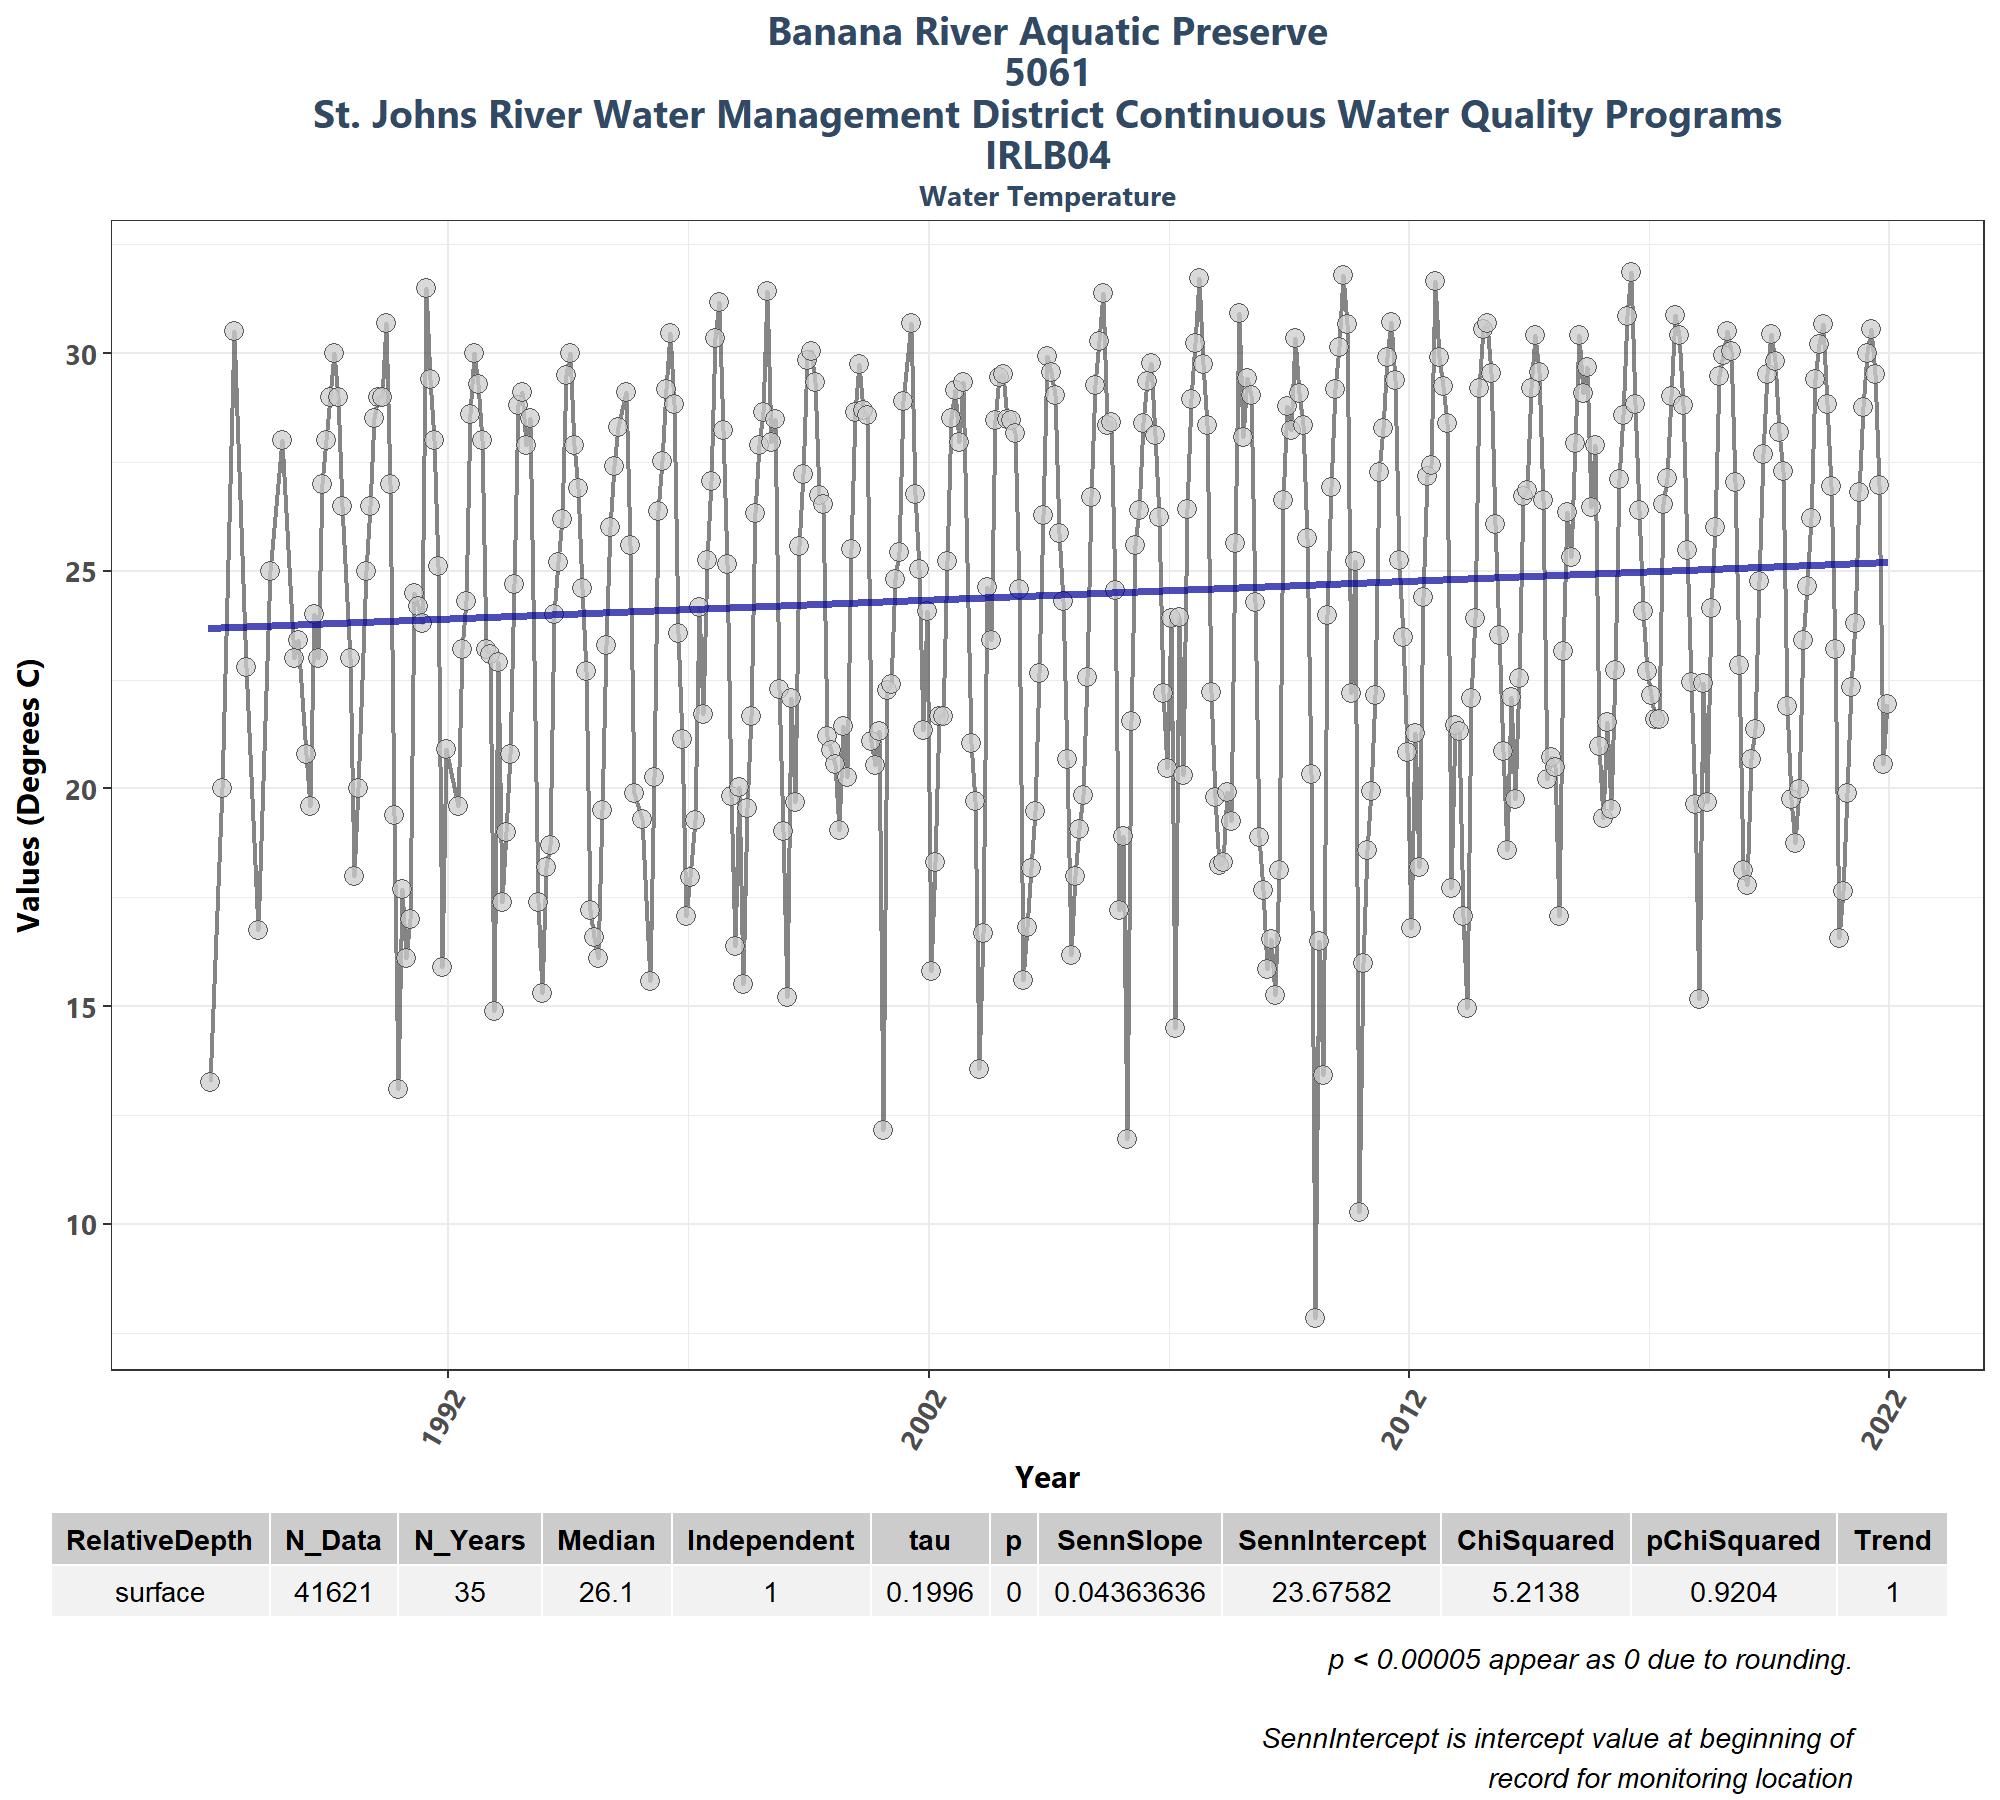 Banana River Aquatic Preserve
5061
St. Johns River Water Management District Continuous Water Quality Programs
IRLB04
Water Temperature
Values (Degrees C)
30
25
20
15
10
1992
2002
2012
2022
Year
RelativeDepth N_Data N_Years Median Independent tau p SennSlope SennIntercept ChiSquared pChiSquared Trend
surface 41621 35 26.1 1 0.1996 0 0.04363636 23.67582 5.2138 0.9204 1
p < 0.00005 appear as 0 due to rounding.
SennIntercept is intercept value at beginning of
record for monitoring location